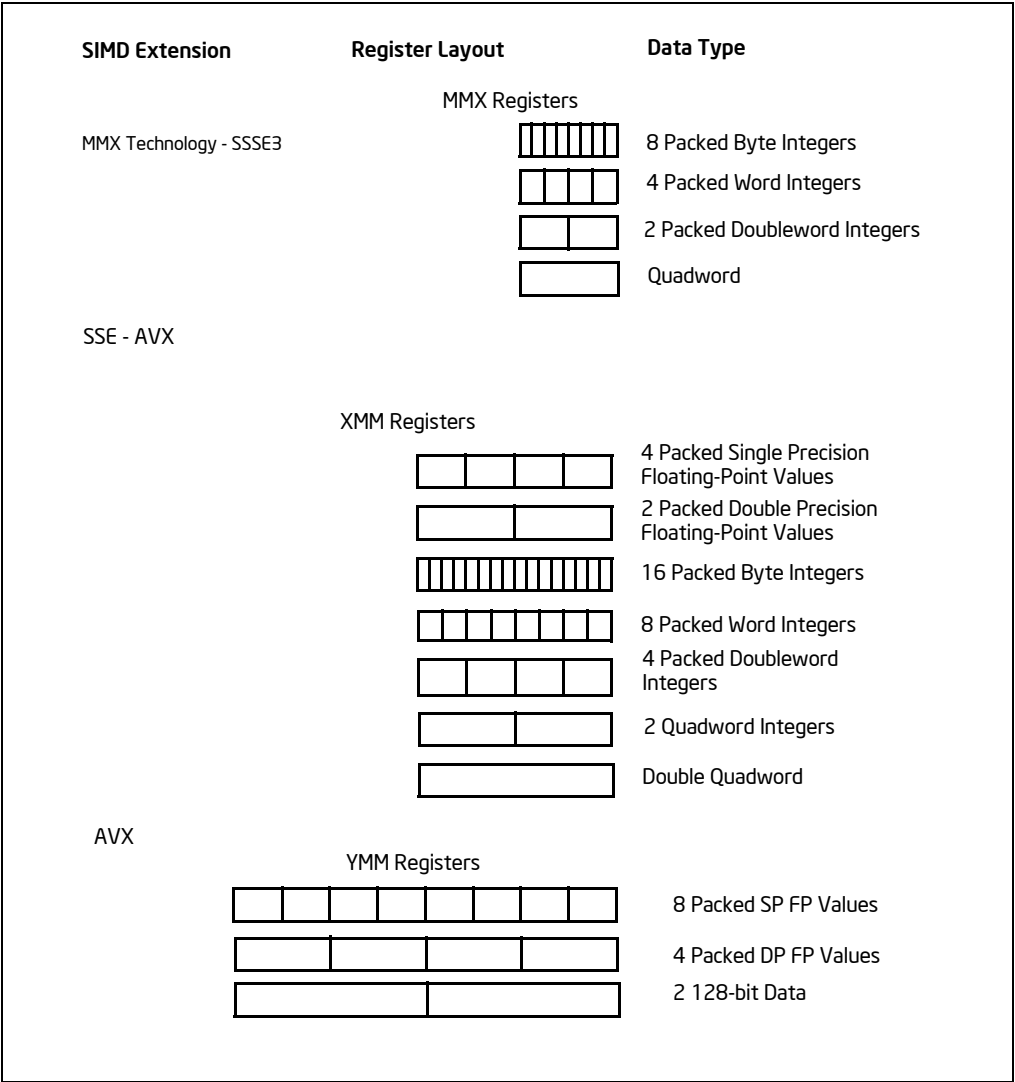 SIMD Extension Register Layout Data Type
MMX Registers
MMX Technology - SSSE3
8 Packed Byte Integers
4 Packed Word Integers
2 Packed Doubleword Integers
Quadword
SSE - AVX
XMM Registers
4 Packed Single Precision
Floating-Point Values
2 Packed Double Precision
Floating-Point Values
16 Packed Byte Integers
8 Packed Word Integers
4 Packed Doubleword
Integers
2 Quadword Integers
Double Quadword
AVX
YMM Registers
8 Packed SP FP Values
4 Packed DP FP Values
2 128-bit Data